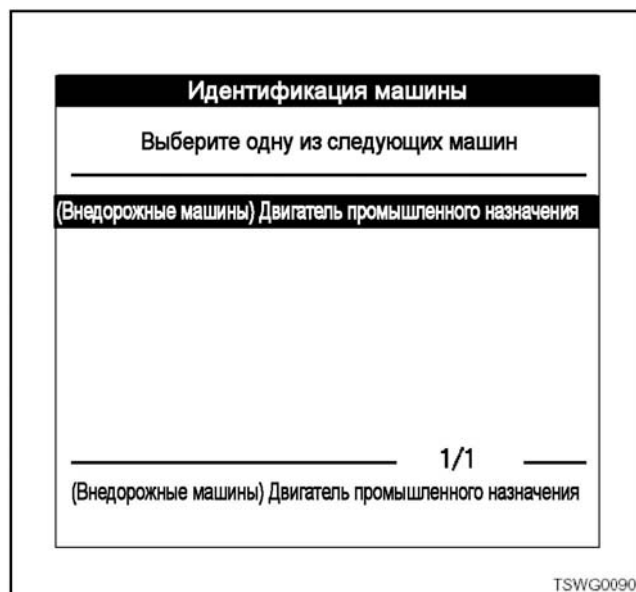 Идентификация машины
Выберите одну из следующих машин
(Внедорожные машины) Двигатель промышленного назначения
1/1
(Внедорожные машины) Двигатель промышленного назначения
TSWG0090